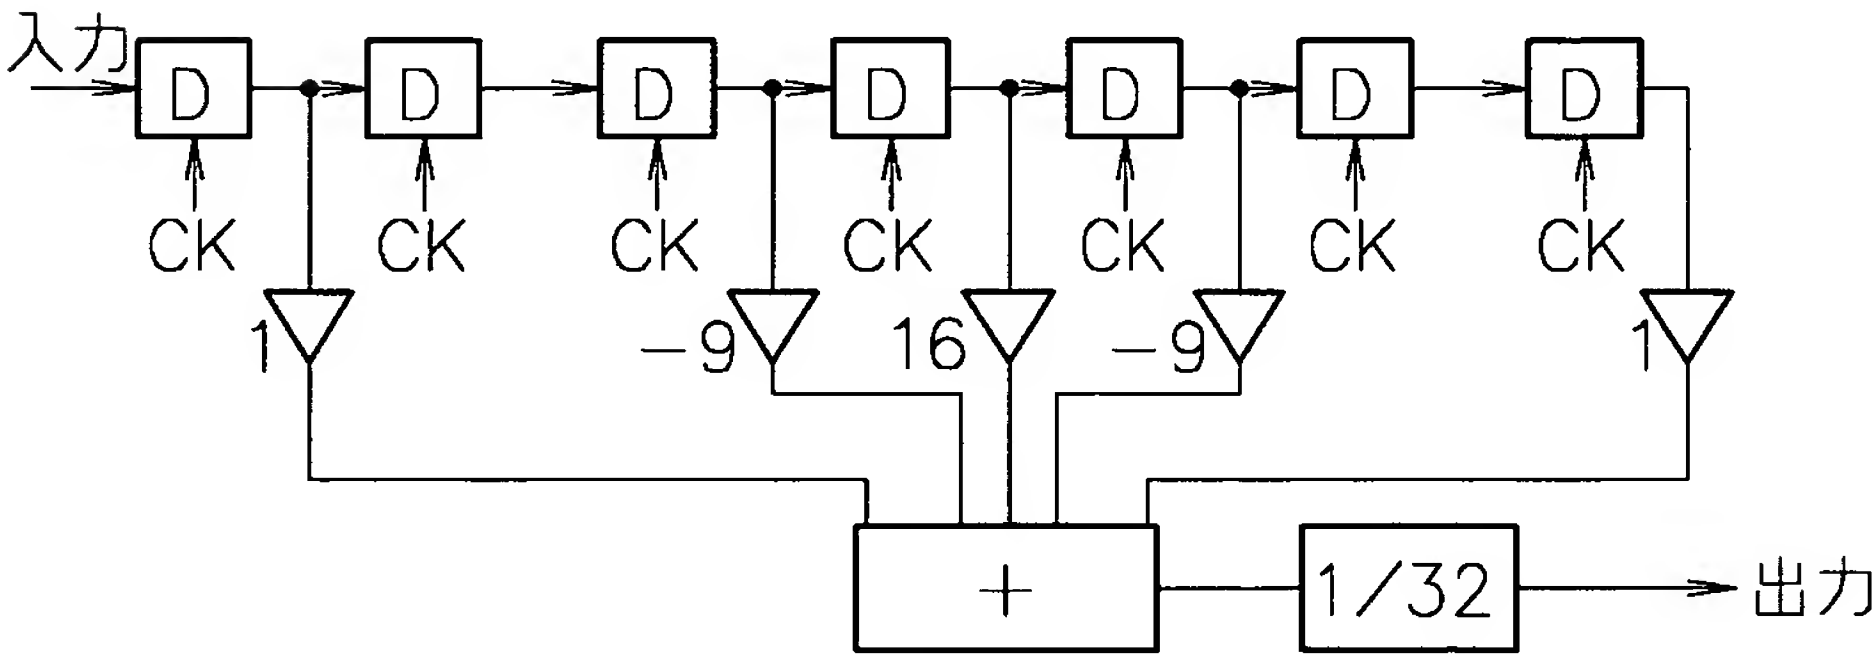 入力
D D D D D D D
CK CK CK CK CK CK CK
1 -9 16 -9 1
+ 1/32 出力